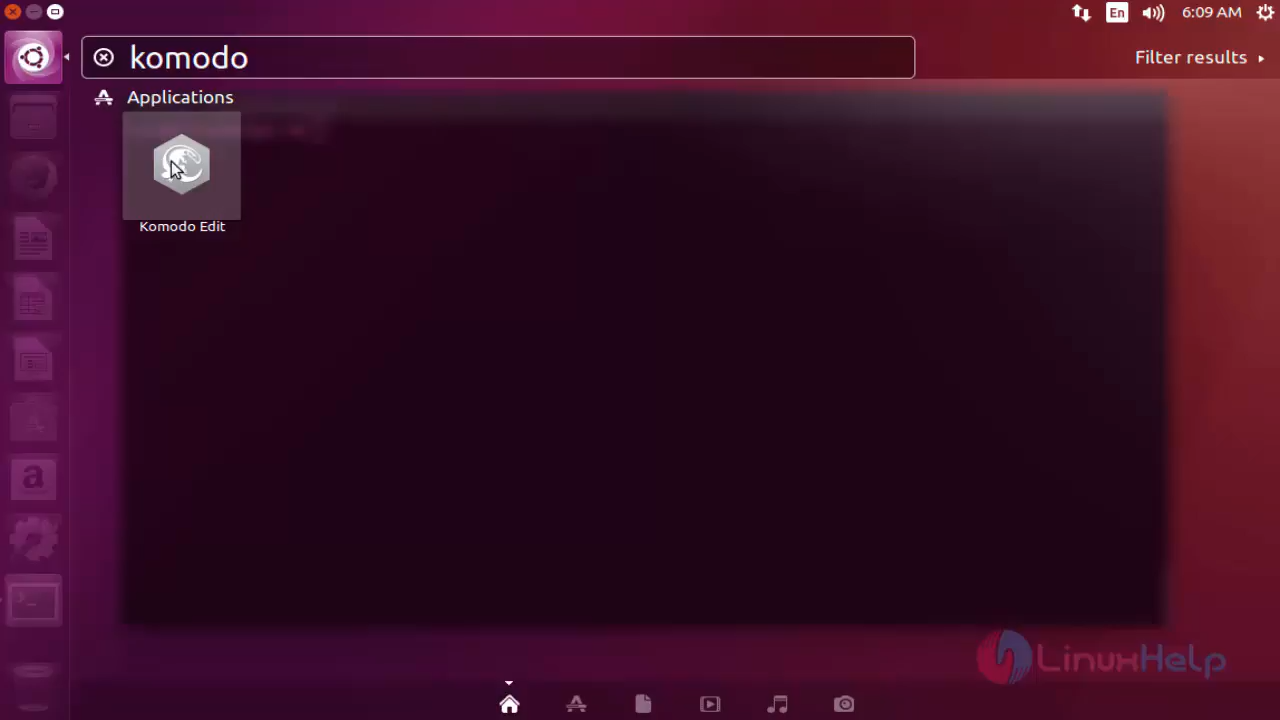 En
6:09 AM
komodo
Filter results
Applications
Komodo Edit
a
LinuxHelp